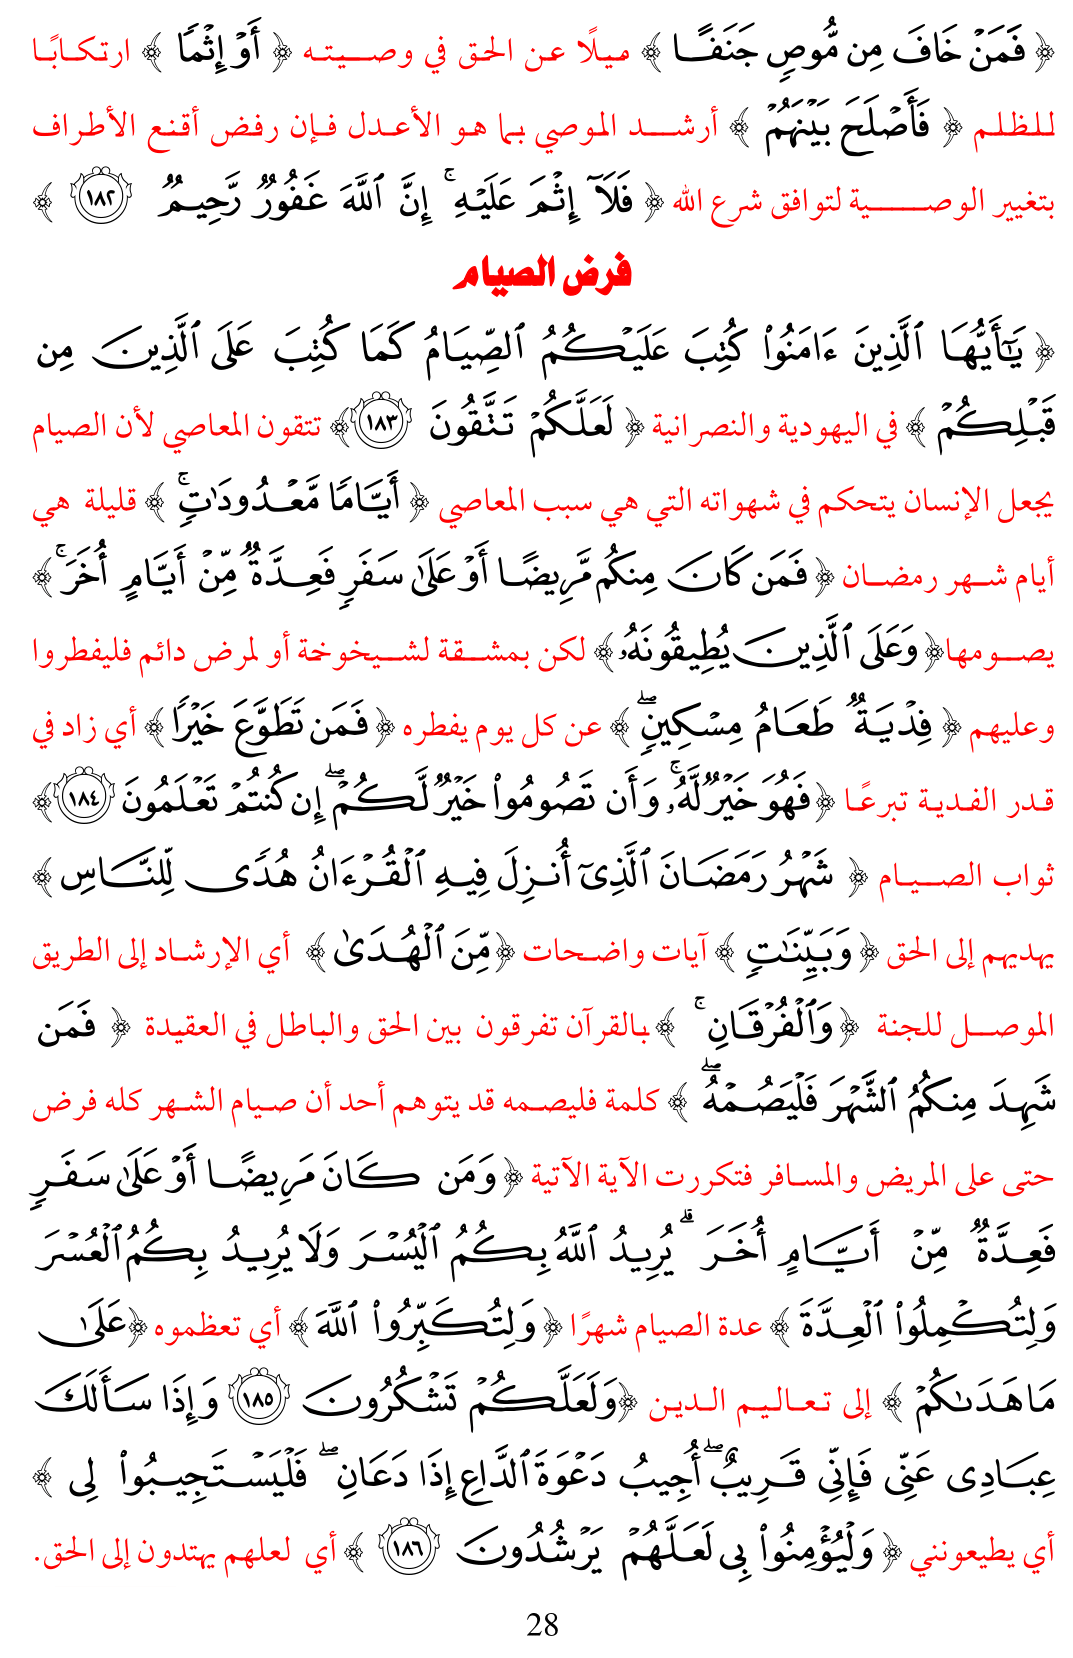 ﴿ فَمَنْ خَافَ مِن مُّوصٍ جَنَفًا ﴾ ميلًا عن الحق في وصيته ﴿ أَوْ إِثْمًا ﴾ ارتكابًا
للظلم ﴿ فَأَصْلَحَ بَيْنَهُمْ ﴾ أرشد الموصي بما هو الأعدل فإن رفض أقنع الأطراف
بتغيير الوصية لتوافق شرع الله ﴿ فَلَآ إِثْمَ عَلَيْهِ ۚ إِنَّ ٱللَّهَ غَفُورٌ رَّحِيمٌ ١٨٢ ﴾
فرض الصيام
﴿ يَـٰٓأَيُّهَا ٱلَّذِينَ ءَامَنُوا۟ كُتِبَ عَلَيْكُمُ ٱلصِّيَامُ كَمَا كُتِبَ عَلَى ٱلَّذِينَ مِن
قَبْلِكُمْ ﴾ في اليهودية والنصرانية ﴿ لَعَلَّكُمْ تَتَّقُونَ ١٨٣ ﴾ تتقون المعاصي لأن الصيام
يجعل الإنسان يتحكم في شهواته التي هي سبب المعاصي ﴿ أَيَّامًا مَّعْدُودَٰتٍ ۚ ﴾ قليلة هي
أيام شهر رمضان ﴿ فَمَن كَانَ مِنكُم مَّرِيضًا أَوْ عَلَىٰ سَفَرٍ فَعِدَّةٌ مِّنْ أَيَّامٍ أُخَرَ ۚ ﴾
يصومها ﴿ وَعَلَى ٱلَّذِينَ يُطِيقُونَهُۥ ﴾ لكن بمشقة لشيخوخة أو لمرض دائم فليفطروا
وعليهم ﴿ فِدْيَةٌ طَعَامُ مِسْكِينٍ ۖ ﴾ عن كل يوم يفطره ﴿ فَمَن تَطَوَّعَ خَيْرًا ﴾ أي زاد في
قدر الفدية تبرعًا ﴿ فَهُوَ خَيْرٌ لَّهُۥ ۚ وَأَن تَصُومُوا۟ خَيْرٌ لَّكُمْ ۖ إِن كُنتُمْ تَعْلَمُونَ ١٨٤ ﴾
ثواب الصيام ﴿ شَهْرُ رَمَضَانَ ٱلَّذِىٓ أُنزِلَ فِيهِ ٱلْقُرْءَانُ هُدًى لِّلنَّاسِ ﴾
يهديهم إلى الحق ﴿ وَبَيِّنَـٰتٍ ﴾ آيات واضحات ﴿ مِّنَ ٱلْهُدَىٰ ﴾ أي الإرشاد إلى الطريق
الموصل للجنة ﴿ وَٱلْفُرْقَانِ ۚ ﴾ بالقرآن تفرقون بين الحق والباطل في العقيدة ﴿ فَمَن
شَهِدَ مِنكُمُ ٱلشَّهْرَ فَلْيَصُمْهُ ۖ ﴾ كلمة فليصمه قد يتوهم أحد أن صيام الشهر كله فرض
حتى على المريض والمسافر فتكررت الآية الآتية ﴿ وَمَن كَانَ مَرِيضًا أَوْ عَلَىٰ سَفَرٍ
فَعِدَّةٌ مِّنْ أَيَّامٍ أُخَرَ ۗ يُرِيدُ ٱللَّهُ بِكُمُ ٱلْيُسْرَ وَلَا يُرِيدُ بِكُمُ ٱلْعُسْرَ
وَلِتُكْمِلُوا۟ ٱلْعِدَّةَ ﴾ عدة الصيام شهرًا ﴿ وَلِتُكَبِّرُوا۟ ٱللَّهَ ﴾ أي تعظموه ﴿ عَلَىٰ
مَا هَدَىٰكُمْ ﴾ إلى تعاليم الدين ﴿ وَلَعَلَّكُمْ تَشْكُرُونَ ١٨٥ وَإِذَا سَأَلَكَ
عِبَادِى عَنِّى فَإِنِّى قَرِيبٌ ۖ أُجِيبُ دَعْوَةَ ٱلدَّاعِ إِذَا دَعَانِ ۖ فَلْيَسْتَجِيبُوا۟ لِى ﴾
أي يطيعونني ﴿ وَلْيُؤْمِنُوا۟ بِى لَعَلَّهُمْ يَرْشُدُونَ ١٨٦ ﴾ أي لعلهم يهتدون إلى الحق.
28